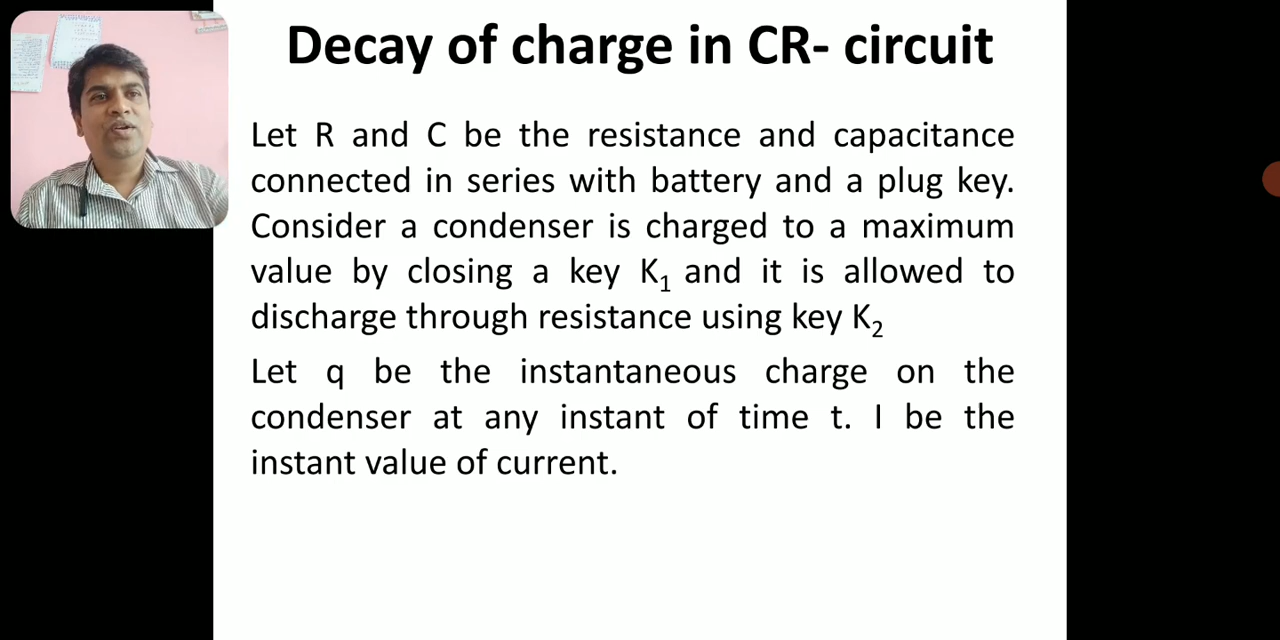 Decay of charge in CR- circuit
Let R and C be the resistance and capacitance
connected in series with battery and a plug key.
Consider a condenser is charged to a maximum
value by closing a key K₁ and it is allowed to
discharge through resistance using key K₂
Let q be the instantaneous charge on the
condenser at any instant of time t. I be the
instant value of current.